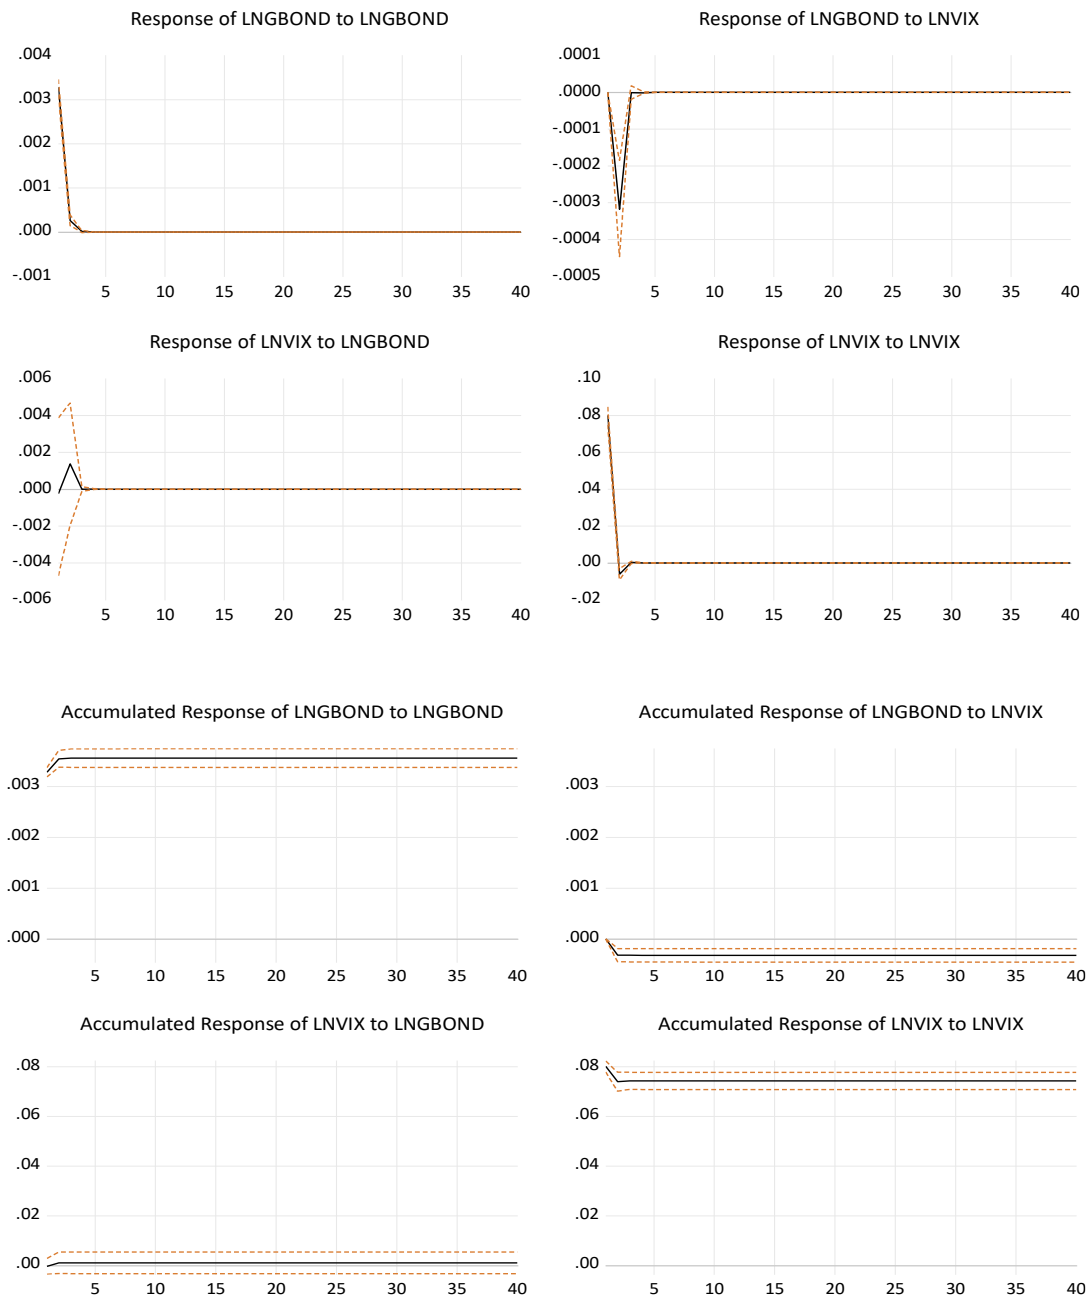 Response of LNGBOND to LNGBOND
.004
.003
.002
.001
.000
-.001
5 10 15 20 25 30 35 40
Response of LNGBOND to LNVIX
.0001
.0000
-.0001
-.0002
-.0003
-.0004
-.0005
5 10 15 20 25 30 35 40
Response of LNVIX to LNGBOND
.006
.004
.002
.000
-.002
-.004
-.006
5 10 15 20 25 30 35 40
Response of LNVIX to LNVIX
.10
.08
.06
.04
.02
.00
-.02
5 10 15 20 25 30 35 40
Accumulated Response of LNGBOND to LNGBOND
.003
.002
.001
.000
5 10 15 20 25 30 35 40
Accumulated Response of LNGBOND to LNVIX
.003
.002
.001
.000
5 10 15 20 25 30 35 40
Accumulated Response of LNVIX to LNGBOND
.08
.06
.04
.02
.00
5 10 15 20 25 30 35 40
Accumulated Response of LNVIX to LNVIX
.08
.06
.04
.02
.00
5 10 15 20 25 30 35 40